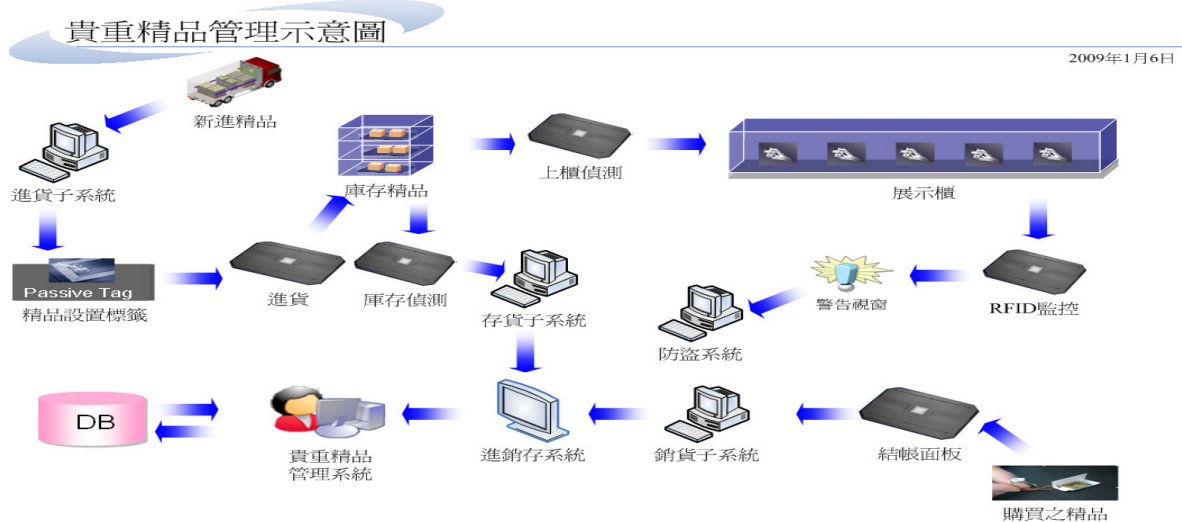 貴重精品管理示意圖
2009年1月6日
新進精品
進貨子系統
Passive Tag
精品設置標籤
進貨
庫存精品
庫存偵測
存貨子系統
上櫃偵測
展示櫃
RFID監控
警告視窗
防盜系統
DB
貴重精品
管理系統
進銷存系統
銷貨子系統
結帳面板
購買之精品